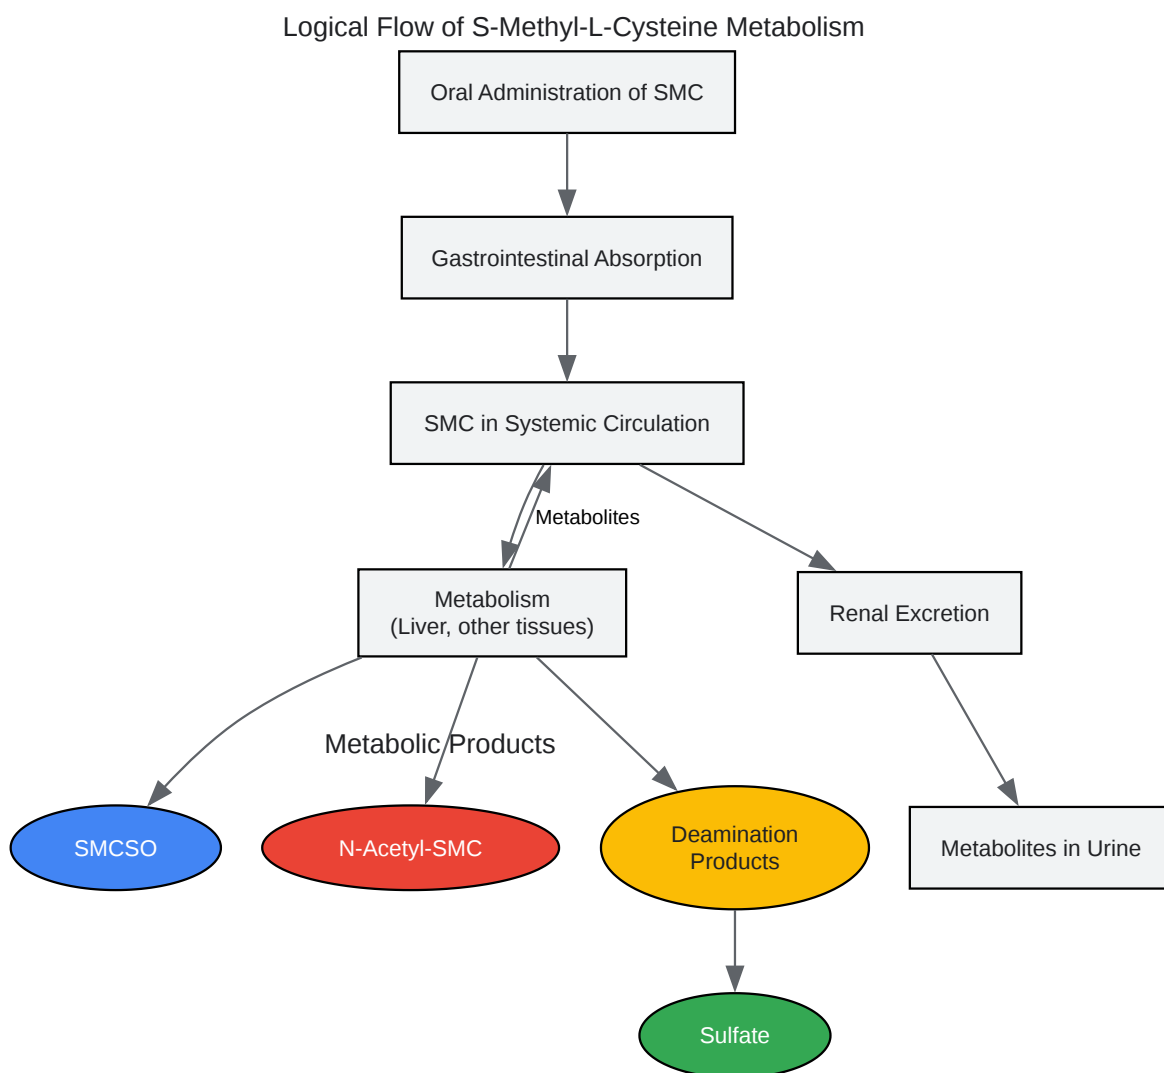 Logical Flow of S-Methyl-L-Cysteine Metabolism
Oral Administration of SMC
Gastrointestinal Absorption
SMC in Systemic Circulation
Metabolites
Metabolism
(Liver, other tissues)
Renal Excretion
Metabolic Products
SMCSO
N-Acetyl-SMC
Deamination
Products
Metabolites in Urine
Sulfate